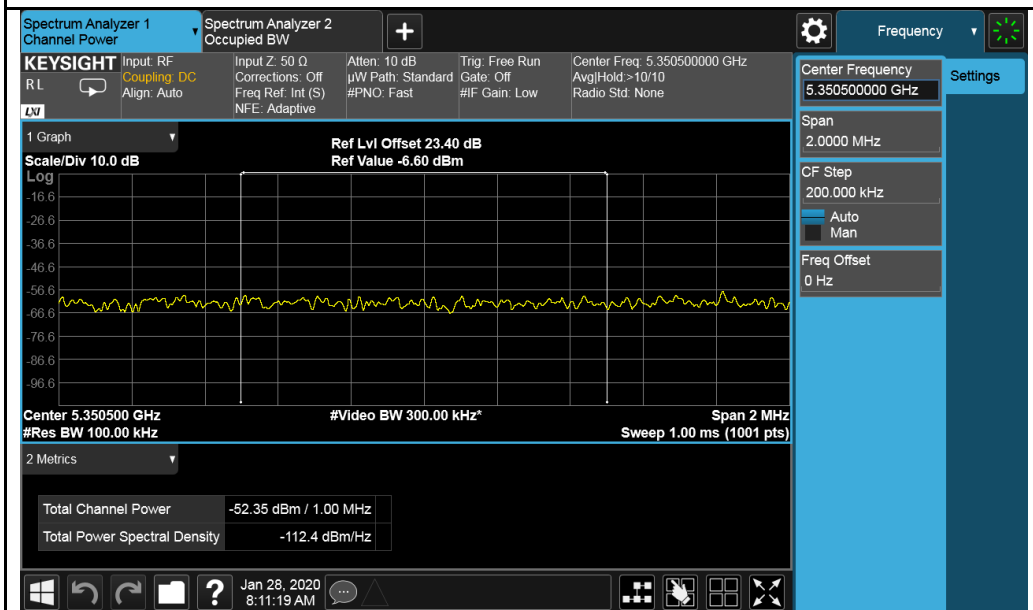 Spectrum Analyzer 1
Channel Power
Spectrum Analyzer 2
Occupied BW
+
Frequency
KEYSIGHT
R L
LXI
Input: RF
Coupling: DC
Align: Auto
Input Z: 50 Ω
Corrections: Off
Freq Ref: Int (S)
NFE: Adaptive
Atten: 10 dB
µW Path: Standard
#PNO: Fast
Trig: Free Run
Gate: Off
#IF Gain: Low
Center Freq: 5.350500000 GHz
Avg|Hold:>10/10
Radio Std: None
Center Frequency
5.350500000 GHz
Settings
Span
2.0000 MHz
CF Step
200.000 kHz
Auto
Man
Freq Offset
0 Hz
1 Graph
Scale/Div 10.0 dB
Ref Lvl Offset 23.40 dB
Ref Value -6.60 dBm
Log
-16.6
-26.6
-36.6
-46.6
-56.6
-66.6
-76.6
-86.6
-96.6
Center 5.350500 GHz
#Video BW 300.00 kHz*
Span 2 MHz
#Res BW 100.00 kHz
Sweep 1.00 ms (1001 pts)
2 Metrics
Total Channel Power -52.35 dBm / 1.00 MHz
Total Power Spectral Density -112.4 dBm/Hz
?
Jan 28, 2020
8:11:19 AM